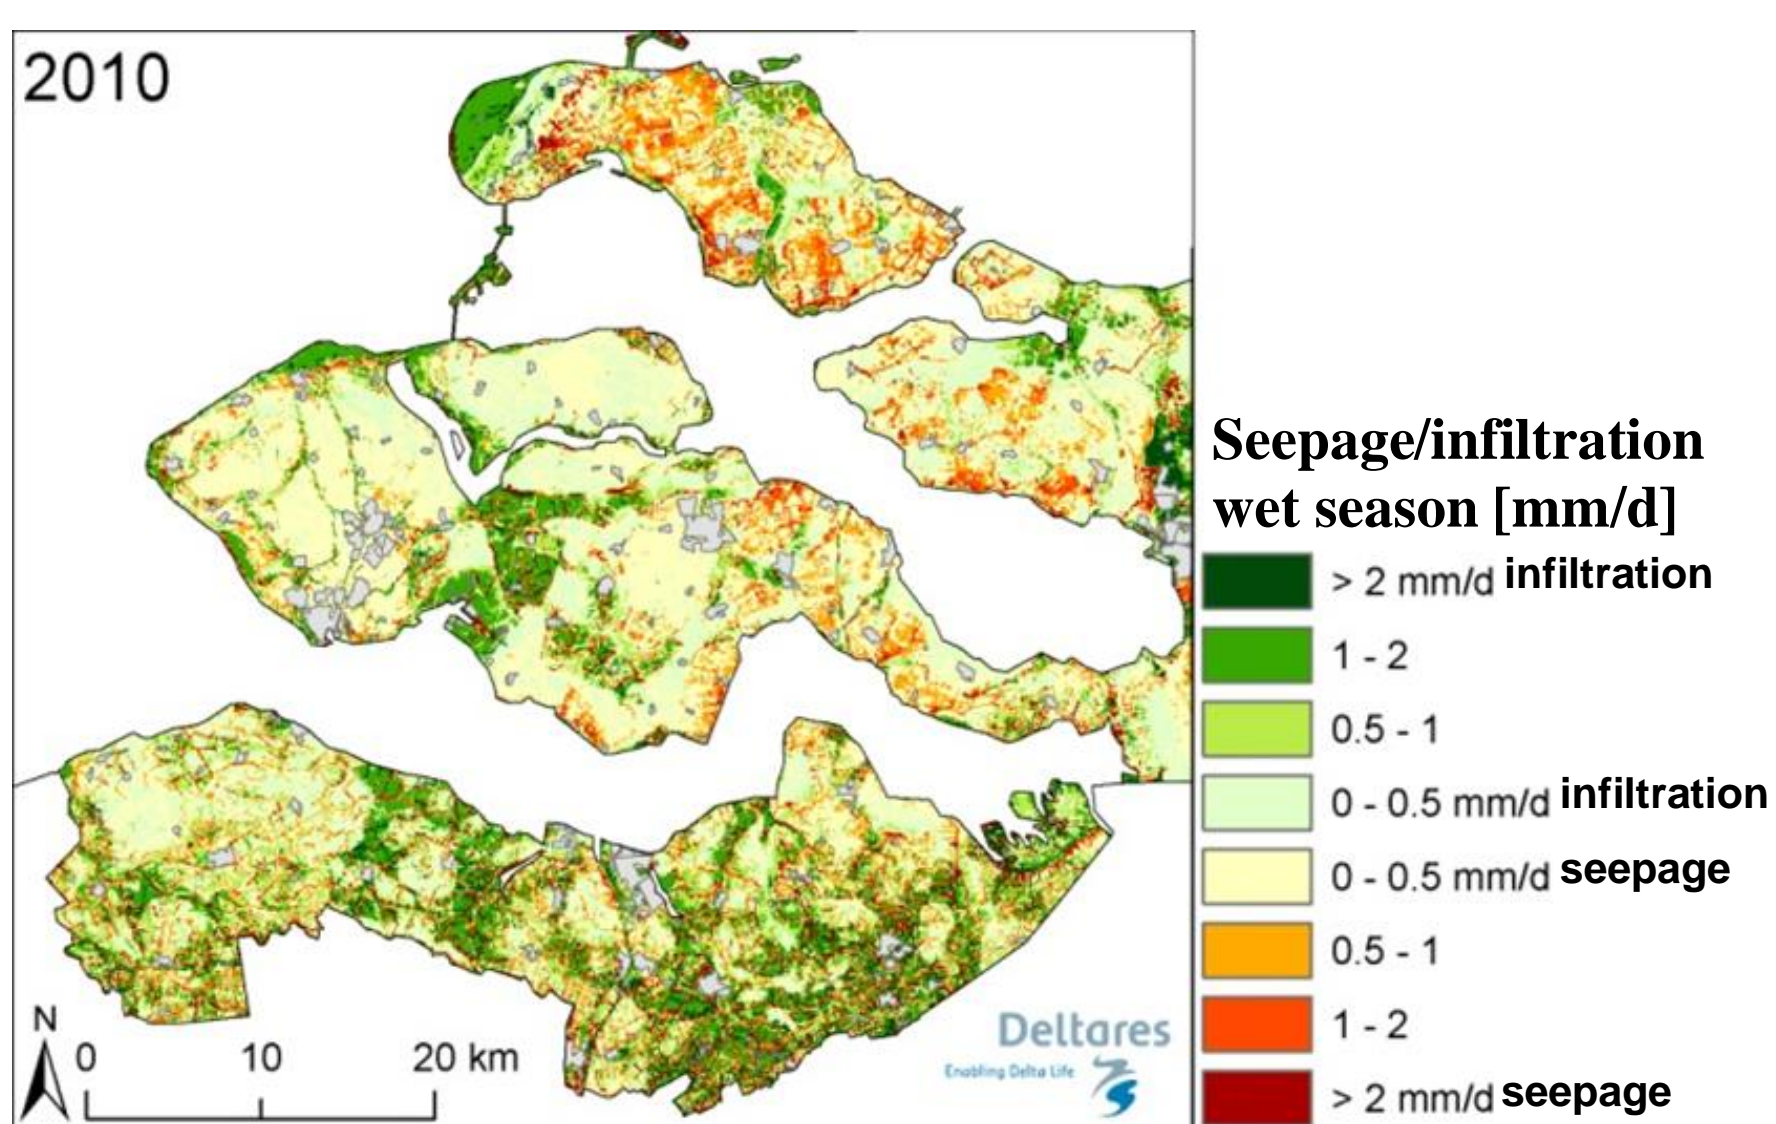 2010
Seepage/infiltration
wet season [mm/d]
> 2 mm/d infiltration
1 - 2
0.5 - 1
0 - 0.5 mm/d infiltration
0 - 0.5 mm/d seepage
0.5 - 1
1 - 2
> 2 mm/d seepage
N
0 10 20 km
Deltares
Enabling Delta Life